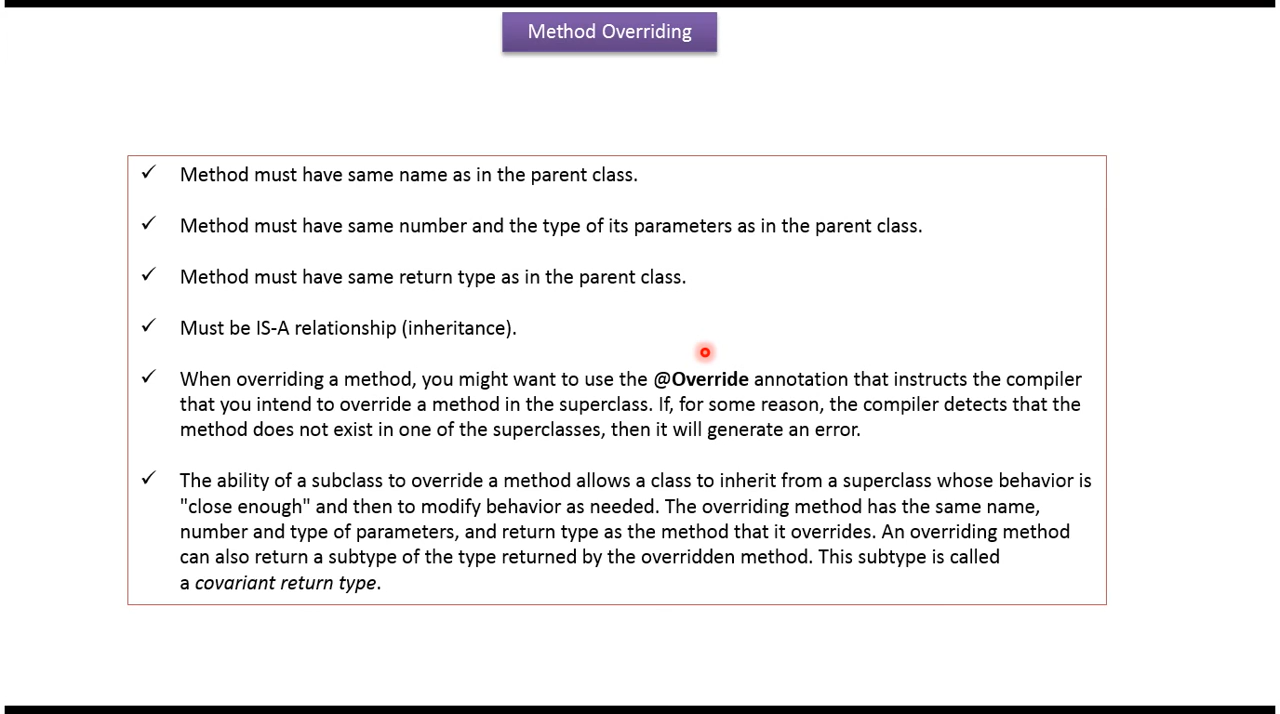 Method Overriding
✓ Method must have same name as in the parent class.
✓ Method must have same number and the type of its parameters as in the parent class.
✓ Method must have same return type as in the parent class.
✓ Must be IS-A relationship (inheritance).
✓ When overriding a method, you might want to use the @Override annotation that instructs the compiler
that you intend to override a method in the superclass. If, for some reason, the compiler detects that the
method does not exist in one of the superclasses, then it will generate an error.
✓ The ability of a subclass to override a method allows a class to inherit from a superclass whose behavior is
"close enough" and then to modify behavior as needed. The overriding method has the same name,
number and type of parameters, and return type as the method that it overrides. An overriding method
can also return a subtype of the type returned by the overridden method. This subtype is called
a covariant return type.